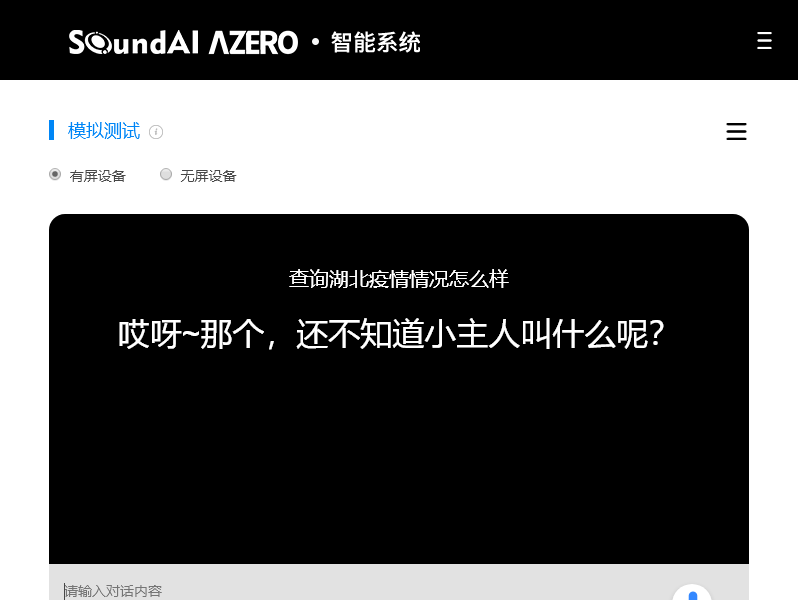 SoundAI AZERO · 智能系统
模拟测试
有屏设备 无屏设备
查询湖北疫情情况怎么样
哎呀~那个，还不知道小主人叫什么呢？
请输入对话内容